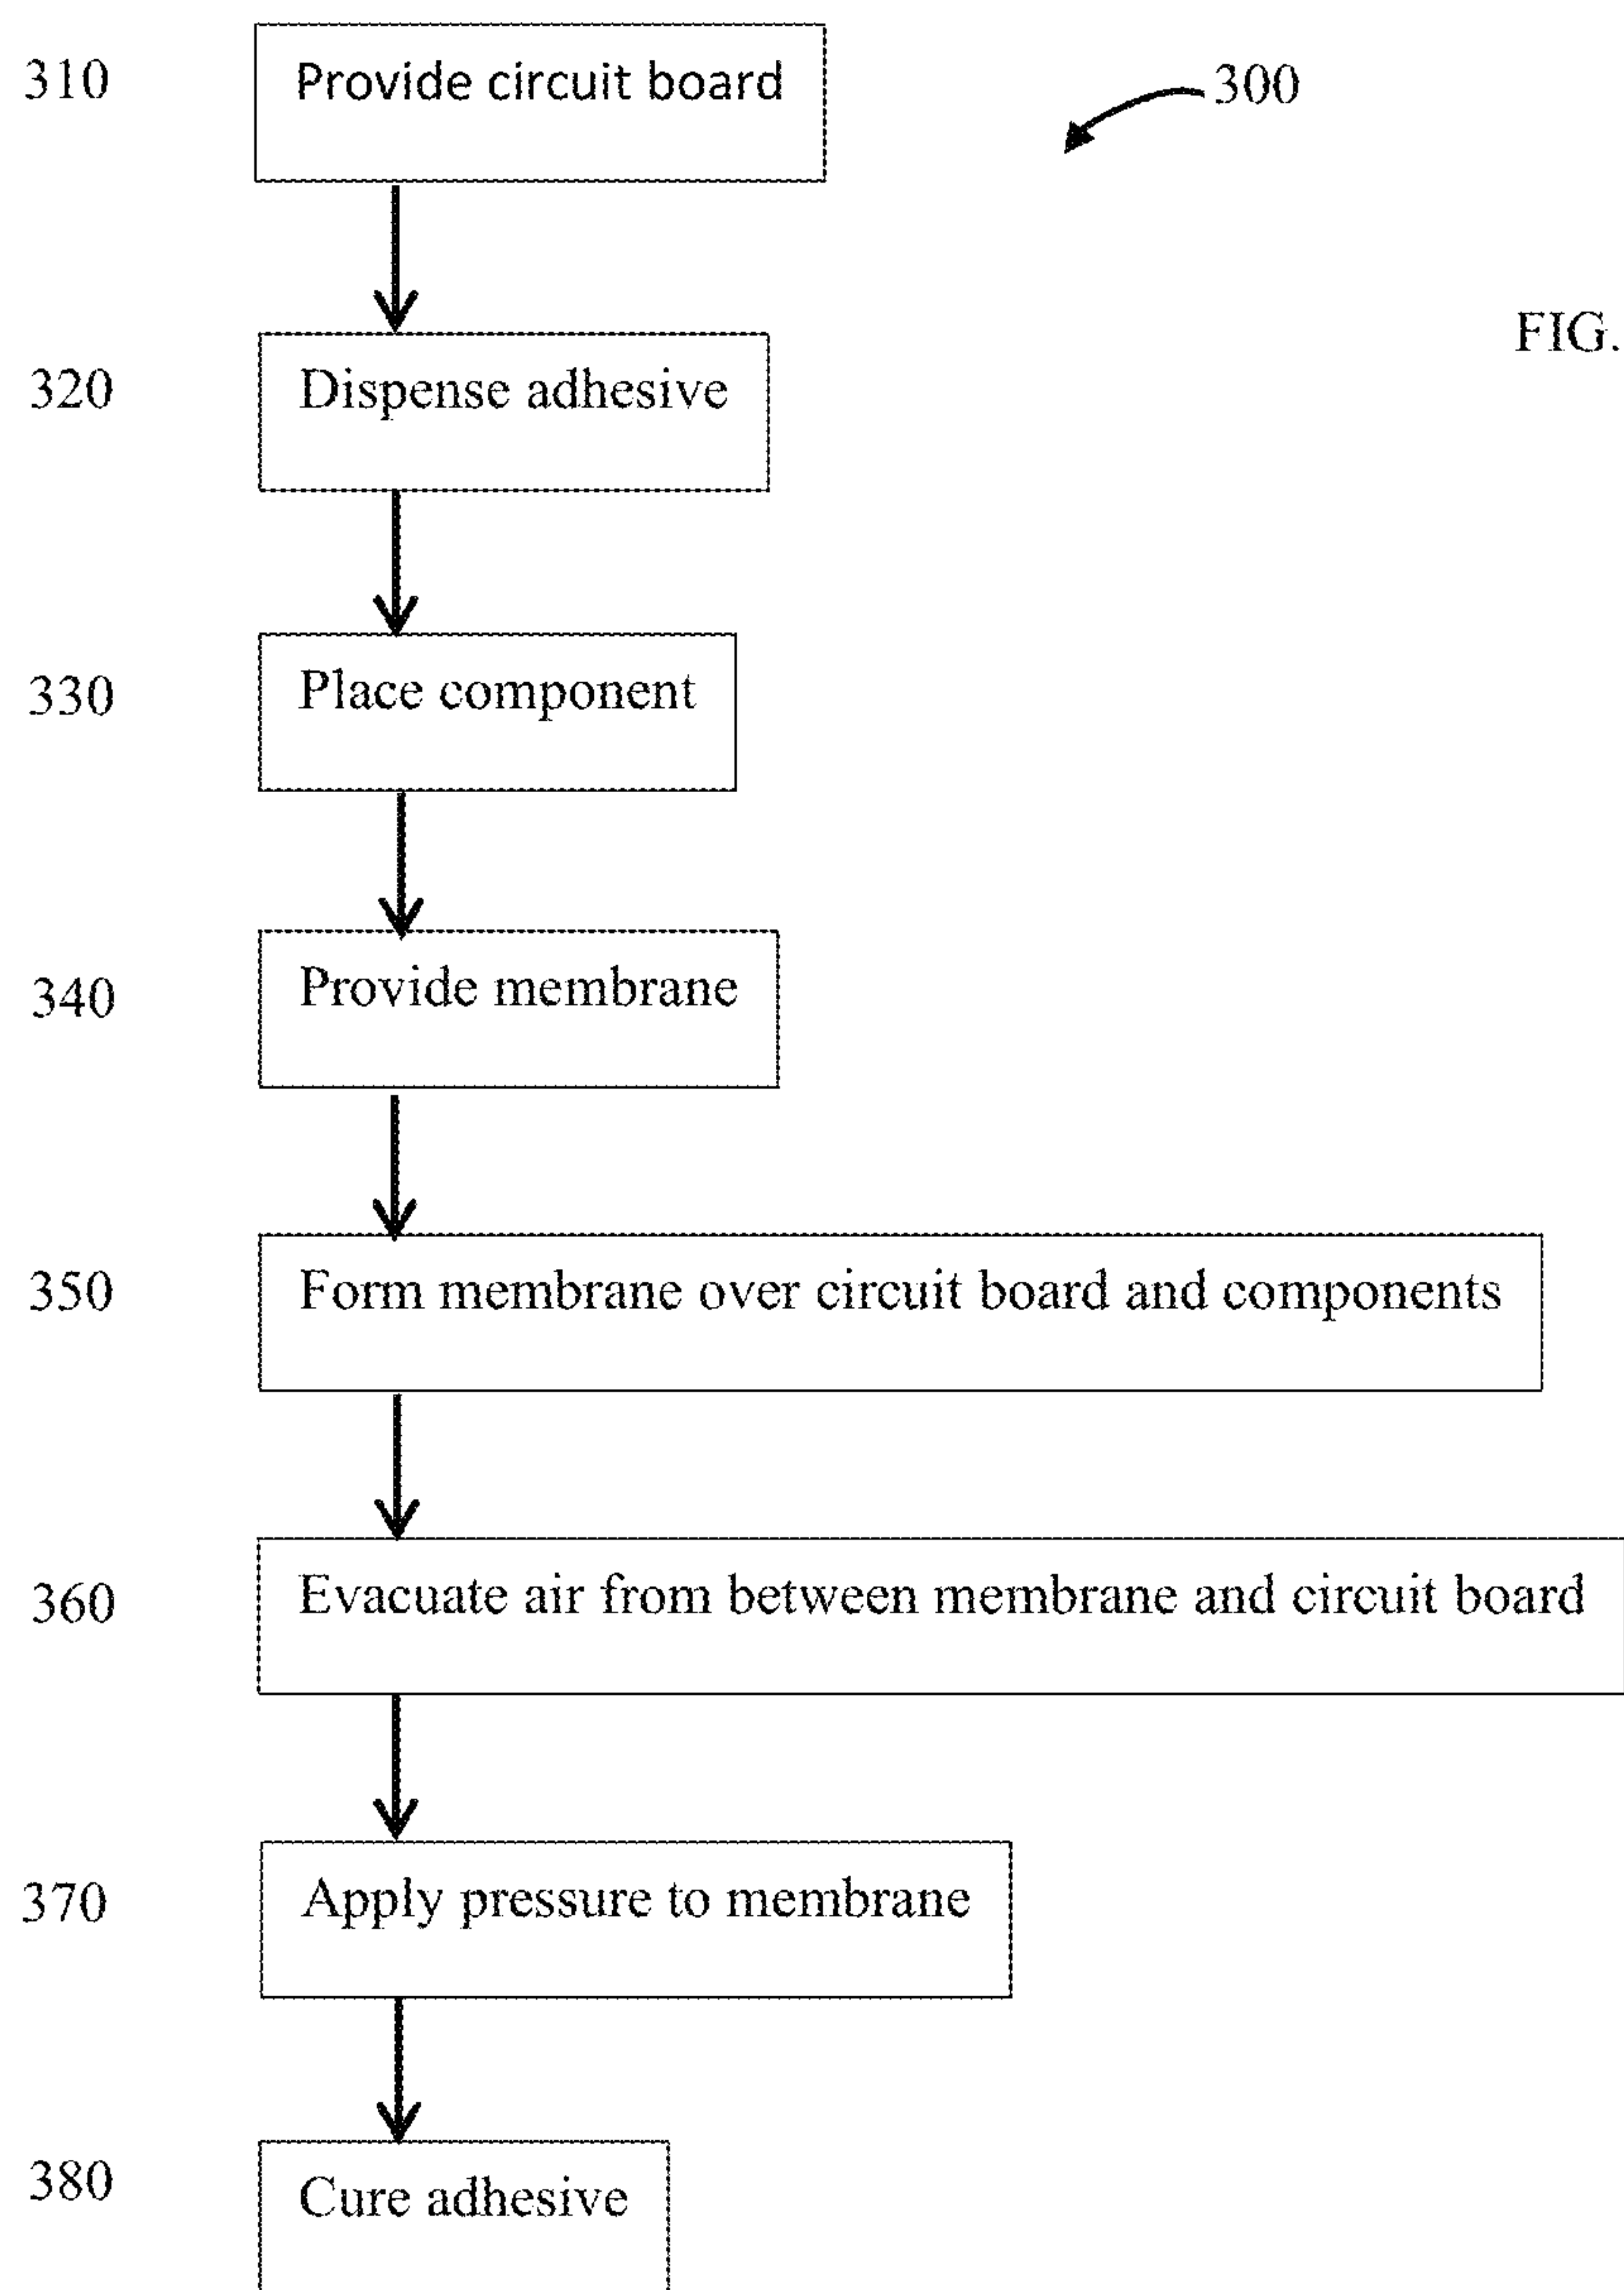 310 Provide circuit board 300
FIG.
320 Dispense adhesive
330 Place component
340 Provide membrane
350 Form membrane over circuit board and components
360 Evacuate air from between membrane and circuit board
370 Apply pressure to membrane
380 Cure adhesive